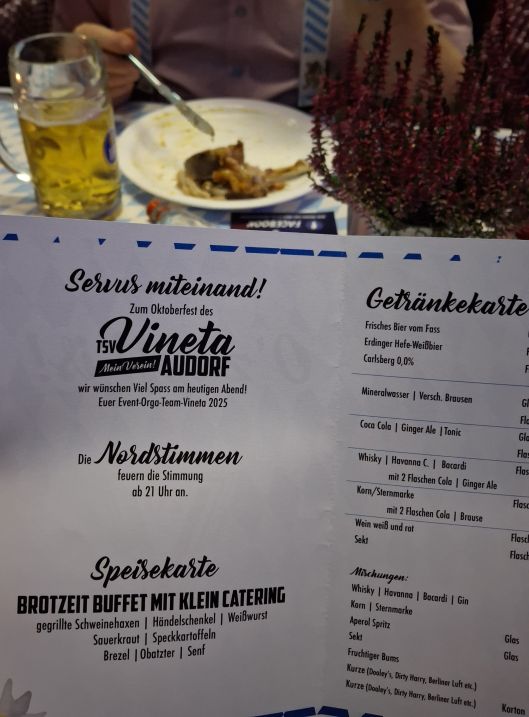 FACEBOOK
Servus miteinand!
Zum Oktoberfest des
TSV Vineta
Mein Verein! AUDORF
wir wünschen Viel Spass am heutigen Abend!
Euer Event-Orga-Team-Vineta 2025
Die Nordstimmen
feuern die Stimmung
ab 21 Uhr an.
Speisekarte
BROTZEIT BUFFET MIT KLEIN CATERING
gegrillte Schweinehaxen | Händelschenkel | Weißwurst
Sauerkraut | Speckkartoffeln
Brezel | Obatzter | Senf
Getränkekarte
Frisches Bier vom Fass
Erdinger Hefe-Weißbier
Carlsberg 0,0%
Mineralwasser | Versch. Brausen
Coca Cola | Ginger Ale | Tonic
Whisky | Havanna C. | Bacardi
mit 2 Flaschen Cola | Ginger Ale
Korn/Sternmarke
mit 2 Flaschen Cola | Brause
Wein weiß und rot
Sekt
Mischungen:
Whisky | Havanna | Bacardi | Gin
Korn | Sternmarke
Aperol Spritz
Sekt Glas
Fruchtiger Bums Glas
Kurze (Dooley's, Dirty Harry, Berliner Luft etc.)
Kurze (Dooley's, Dirty Harry, Berliner Luft etc.) Karton